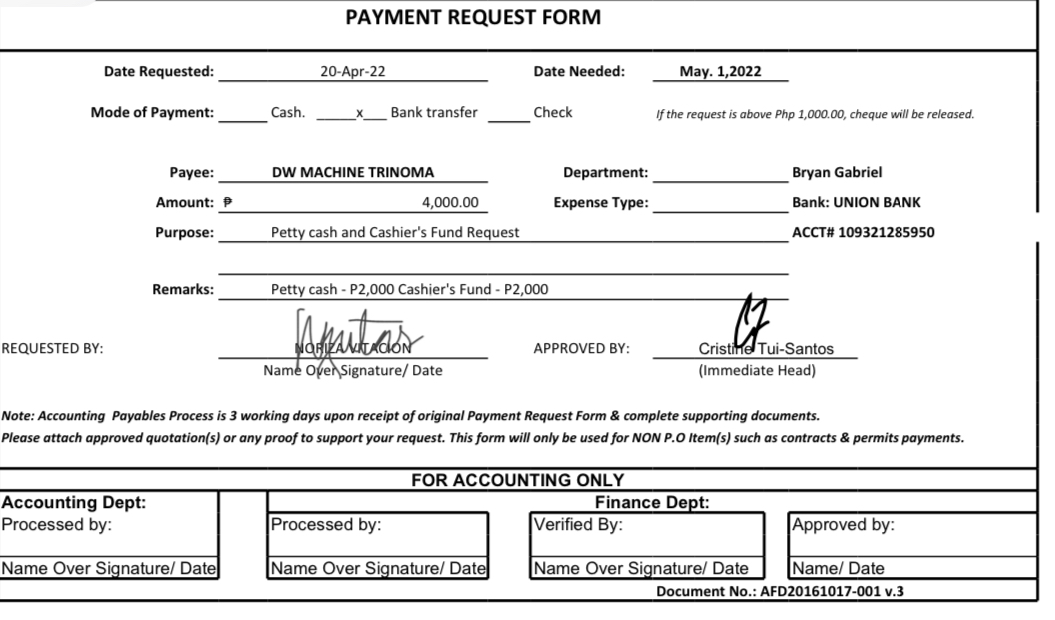 PAYMENT REQUEST FORM
Date Requested: 20-Apr-22 Date Needed: May. 1,2022
Mode of Payment: ______ Cash. _____x___ Bank transfer ______ Check If the request is above Php 1,000.00, cheque will be released.
Payee: DW MACHINE TRINOMA Department: Bryan Gabriel
Amount: ₱ 4,000.00 Expense Type: Bank: UNION BANK
Purpose: Petty cash and Cashier's Fund Request ACCT# 109321285950
Remarks: Petty cash - P2,000 Cashier's Fund - P2,000
REQUESTED BY: NORIZA VITACION APPROVED BY: Cristine Tui-Santos
Name Over Signature/ Date (Immediate Head)
Note: Accounting Payables Process is 3 working days upon receipt of original Payment Request Form & complete supporting documents.
Please attach approved quotation(s) or any proof to support your request. This form will only be used for NON P.O Item(s) such as contracts & permits payments.
FOR ACCOUNTING ONLY
Accounting Dept: Finance Dept:
Processed by: Processed by: Verified By: Approved by:
Name Over Signature/ Date Name Over Signature/ Date Name Over Signature/ Date Name/ Date
Document No.: AFD20161017-001 v.3